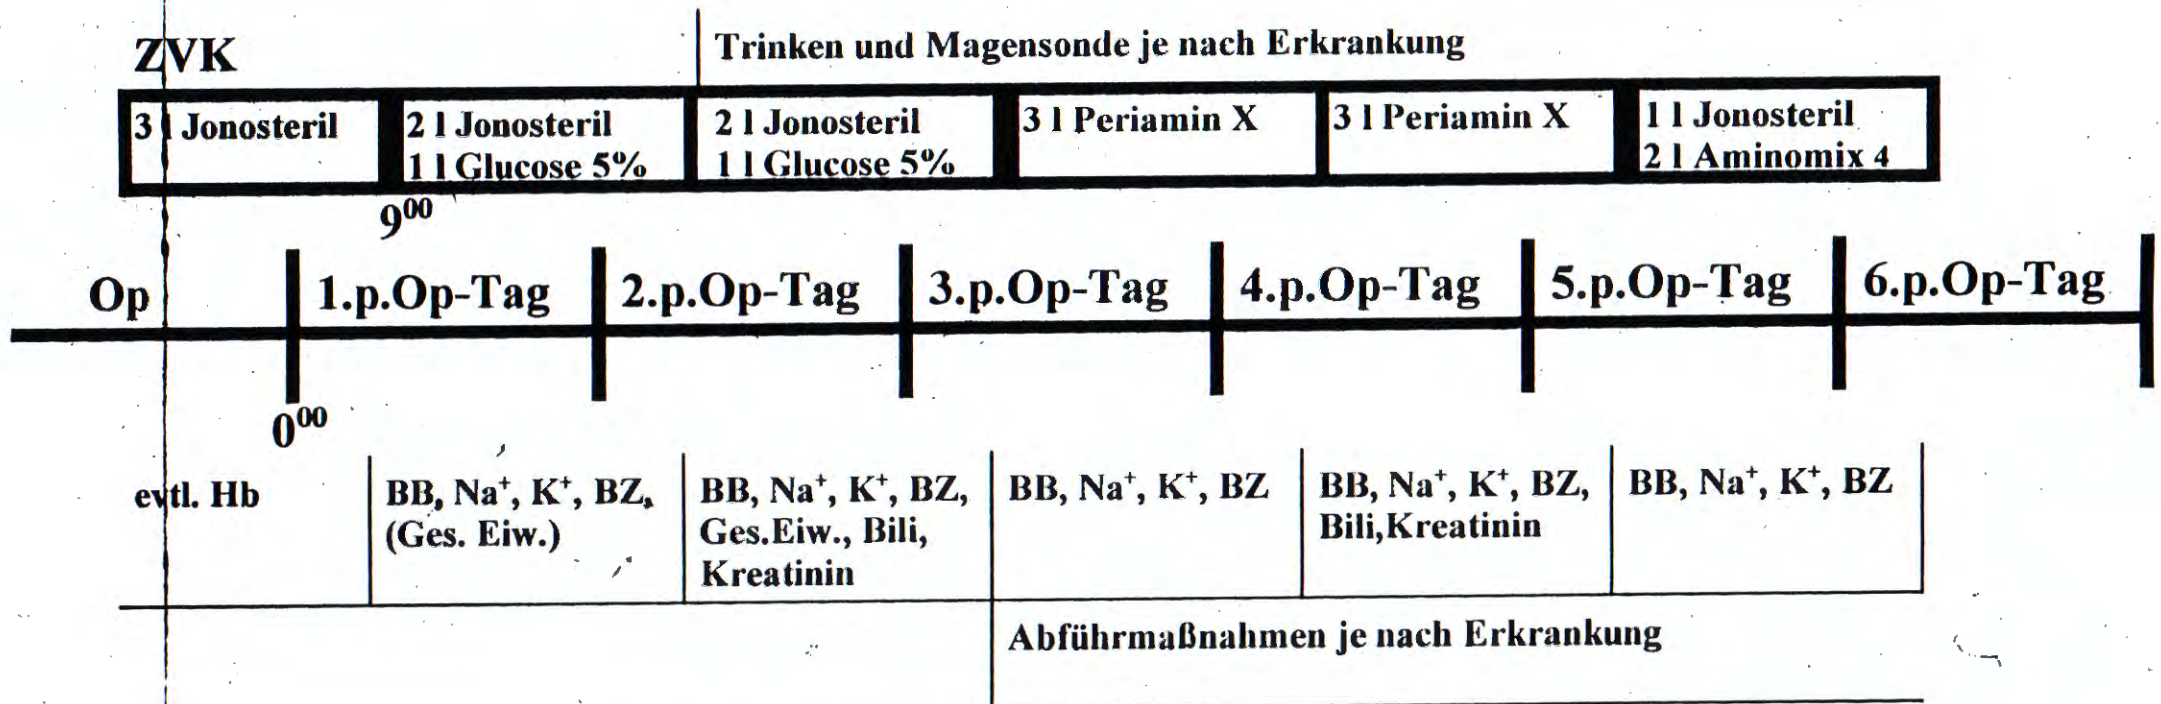 ZVK
Trinken und Magensonde je nach Erkrankung
3 l Jonosteril
2 l Jonosteril
1 l Glucose 5%
2 l Jonosteril
1 l Glucose 5%
3 l Periamin X
3 l Periamin X
1 l Jonosteril
2 l Aminomix 4
9⁰⁰
Op
1.p.Op-Tag
2.p.Op-Tag
3.p.Op-Tag
4.p.Op-Tag
5.p.Op-Tag
6.p.Op-Tag
0⁰⁰
evtl. Hb
BB, Na⁺, K⁺, BZ,
(Ges. Eiw.)
BB, Na⁺, K⁺, BZ,
Ges.Eiw., Bili,
Kreatinin
BB, Na⁺, K⁺, BZ
BB, Na⁺, K⁺, BZ,
Bili,Kreatinin
BB, Na⁺, K⁺, BZ
Abführmaßnahmen je nach Erkrankung